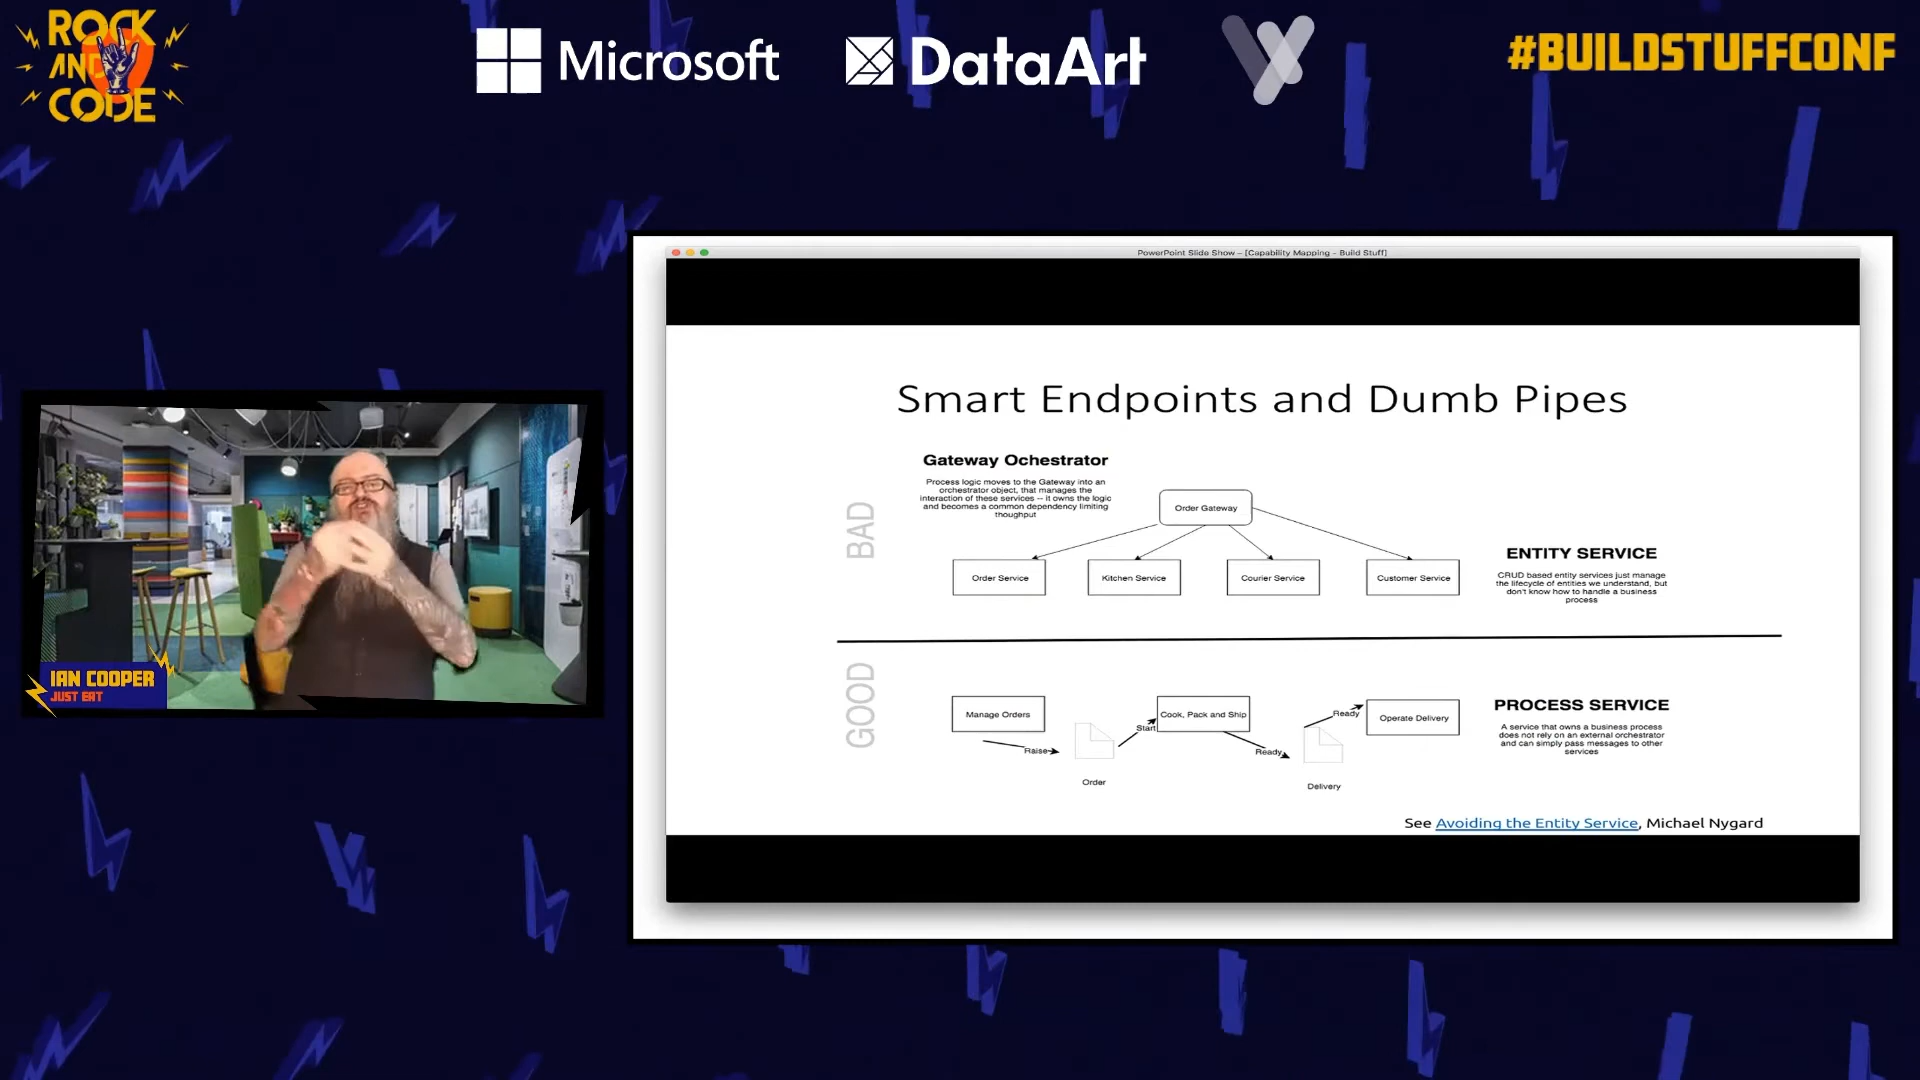 ROCK
AND
CODE
Microsoft
DataArt
#BUILDSTUFFCONF
PowerPoint Slide Show – [Capability Mapping - Build Stuff]
Smart Endpoints and Dumb Pipes
BAD
Gateway Ochestrator
Process logic moves to the Gateway into an
orchestrator object, that manages the
interaction of these services -- it owns the logic
and becomes a common dependency limiting
thoughput
Order Gateway
Order Service
Kitchen Service
Courier Service
Customer Service
ENTITY SERVICE
CRUD based entity services just manage
the lifecycle of entities we understand, but
don't know how to handle a business
process
GOOD
Manage Orders
Raise
Order
Start
Cook, Pack and Ship
Ready
Delivery
Ready
Operate Delivery
PROCESS SERVICE
A service that owns a business process
does not rely on an external orchestrator
and can simply pass messages to other
services
See Avoiding the Entity Service, Michael Nygard
IAN COOPER
JUST EAT